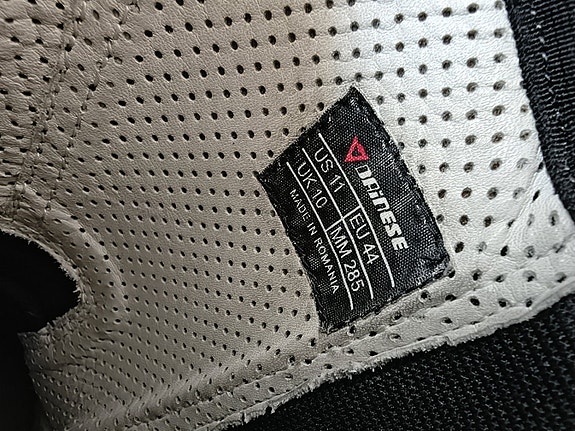 DAINESE
US 11 EU 44
UK 10 MM 285
MADE IN ROMANIA